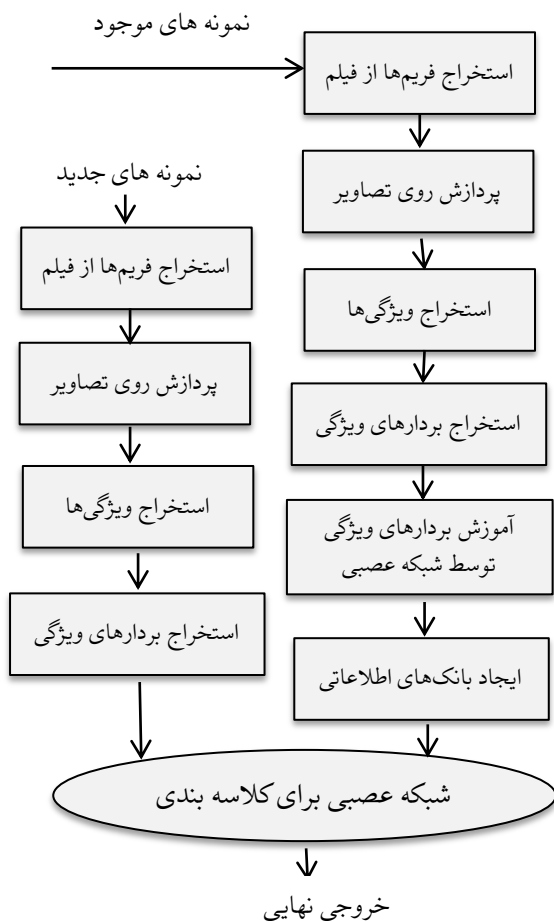 نمونه های موجود
استخراج فریم‌ها از فیلم
پردازش روی تصاویر
استخراج ویژگی‌ها
استخراج بردارهای ویژگی
آموزش بردارهای ویژگی
توسط شبکه عصبی
ایجاد بانک‌های اطلاعاتی
نمونه های جدید
استخراج فریم‌ها از فیلم
پردازش روی تصاویر
استخراج ویژگی‌ها
استخراج بردارهای ویژگی
شبکه عصبی برای کلاسه بندی
خروجی نهایی